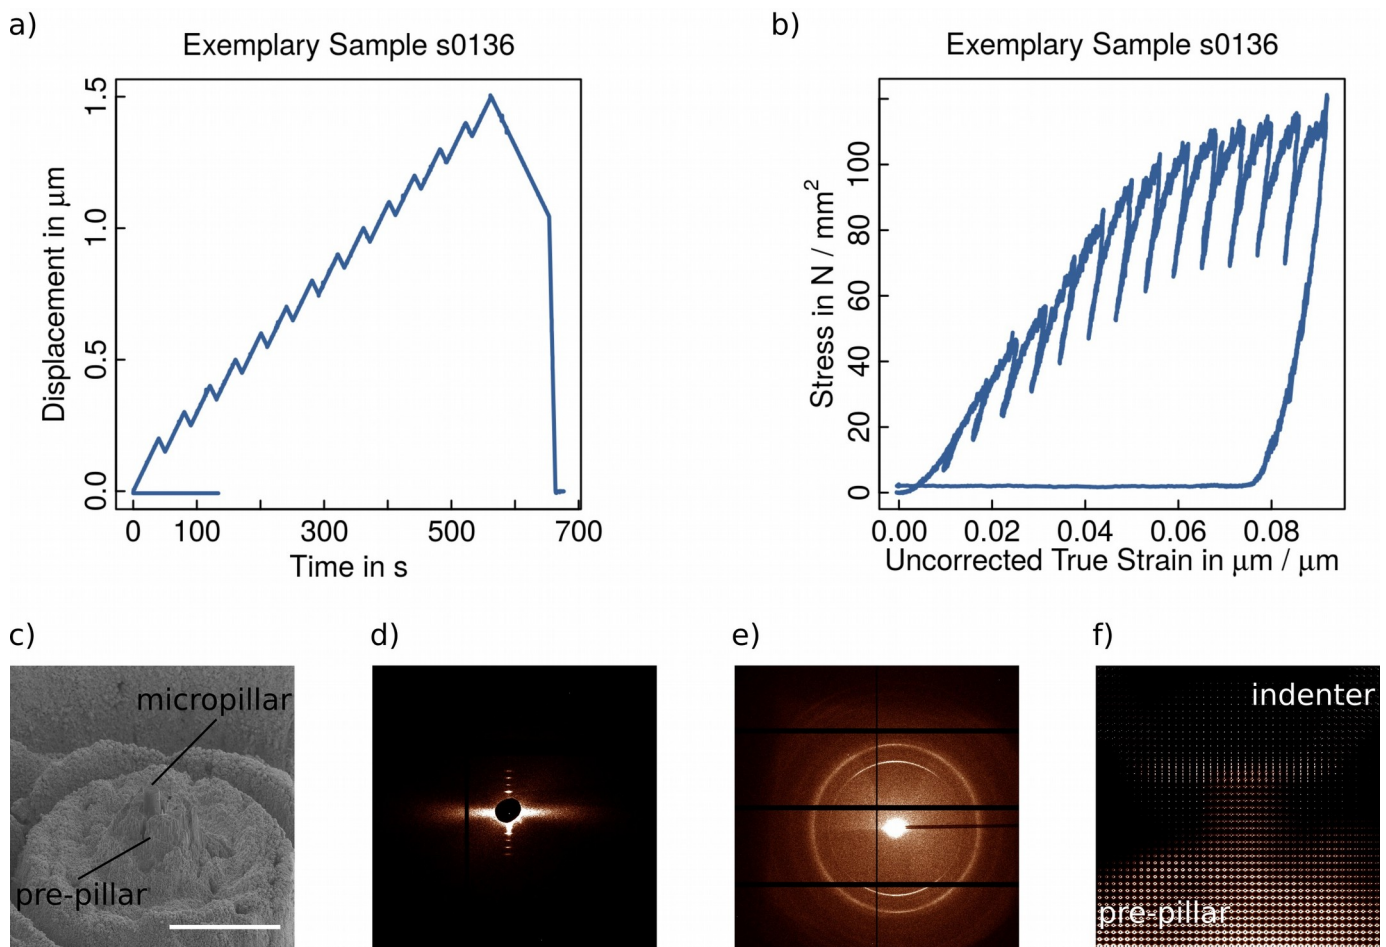 a)
Exemplary Sample s0136
Displacement in μm
0.0
0.5
1.0
1.5
0
100
300
500
700
Time in s
b)
Exemplary Sample s0136
Stress in N / mm²
0
20
40
60
80
100
0.00
0.02
0.04
0.06
0.08
Uncorrected True Strain in μm / μm
c)
micropillar
pre-pillar
d)
e)
f)
indenter
pre-pillar